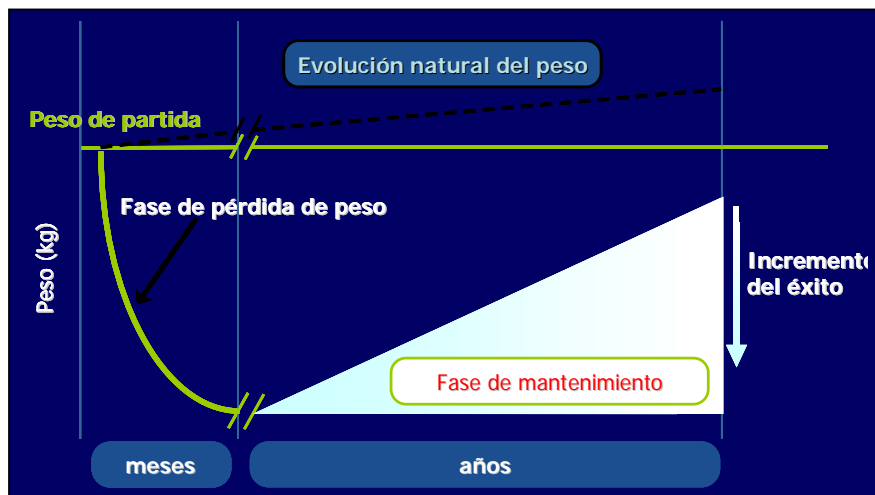 Evolución natural del peso
Peso de partida
Fase de pérdida de peso
Peso (kg)
Incremento
del éxito
Fase de mantenimiento
meses
años